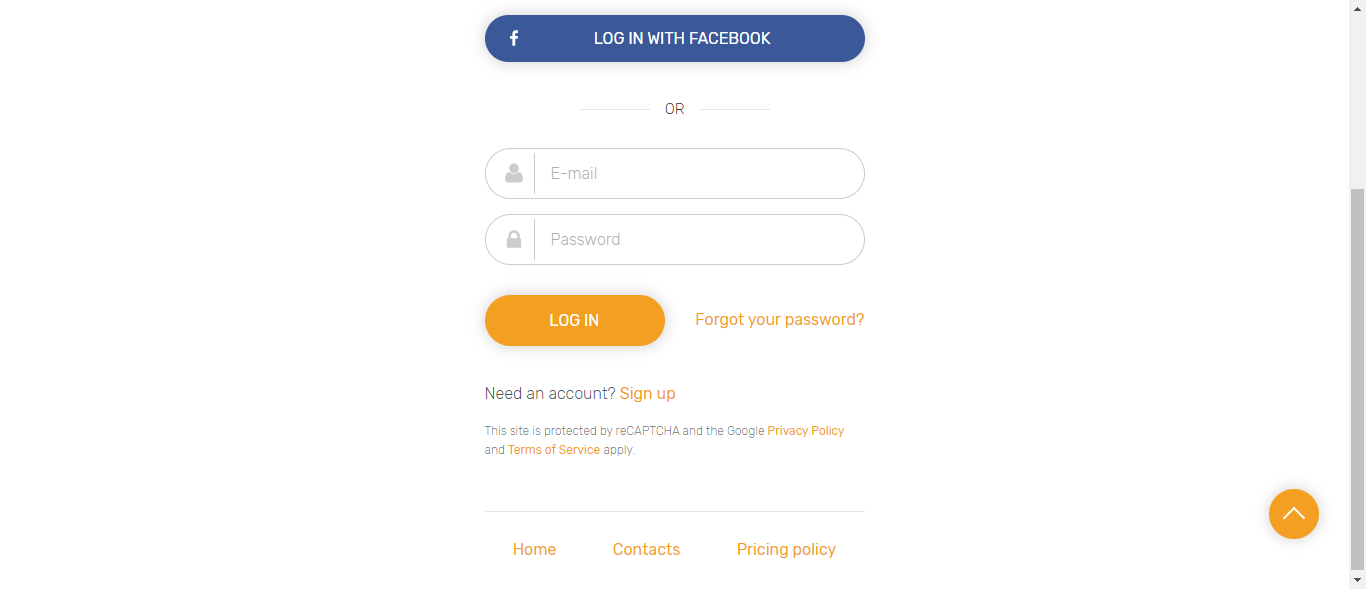 LOG IN WITH FACEBOOK
OR
E-mail
Password
LOG IN
Forgot your password?
Need an account? Sign up
This site is protected by reCAPTCHA and the Google Privacy Policy
and Terms of Service apply.
Home
Contacts
Pricing policy